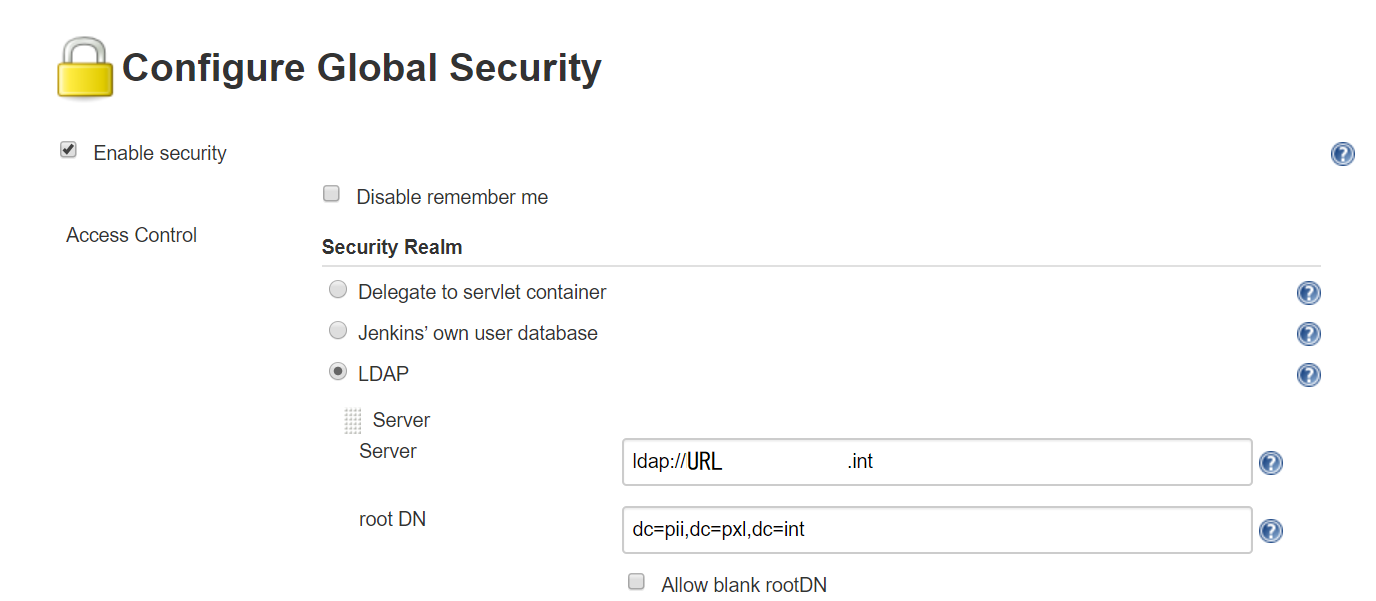 Configure Global Security
Enable security
Disable remember me
Access Control
Security Realm
Delegate to servlet container
Jenkins’ own user database
LDAP
Server
Server
ldap://URL .int
root DN
dc=pii,dc=pxl,dc=int
Allow blank rootDN